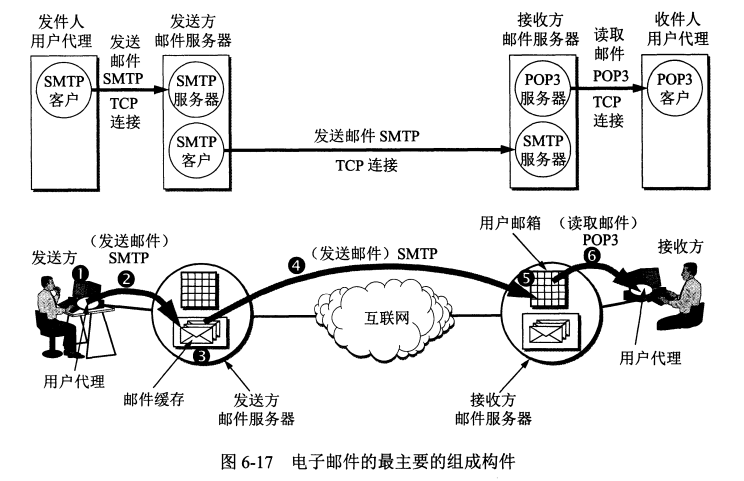 发件人
用户代理
发送
邮件
SMTP
TCP
连接
发送方
邮件服务器
接收方
邮件服务器
读取
邮件
POP3
TCP
连接
收件人
用户代理
SMTP
客户
SMTP
服务器
SMTP
客户
发送邮件 SMTP
TCP 连接
POP3
服务器
SMTP
服务器
POP3
客户
发送方
❶
（发送邮件）
SMTP
❷
❸
❹
（发送邮件）SMTP
用户邮箱
❺
（读取邮件）
POP3
❻
接收方
互联网
用户代理
邮件缓存
发送方
邮件服务器
接收方
邮件服务器
用户代理
图 6-17 电子邮件的最主要的组成构件